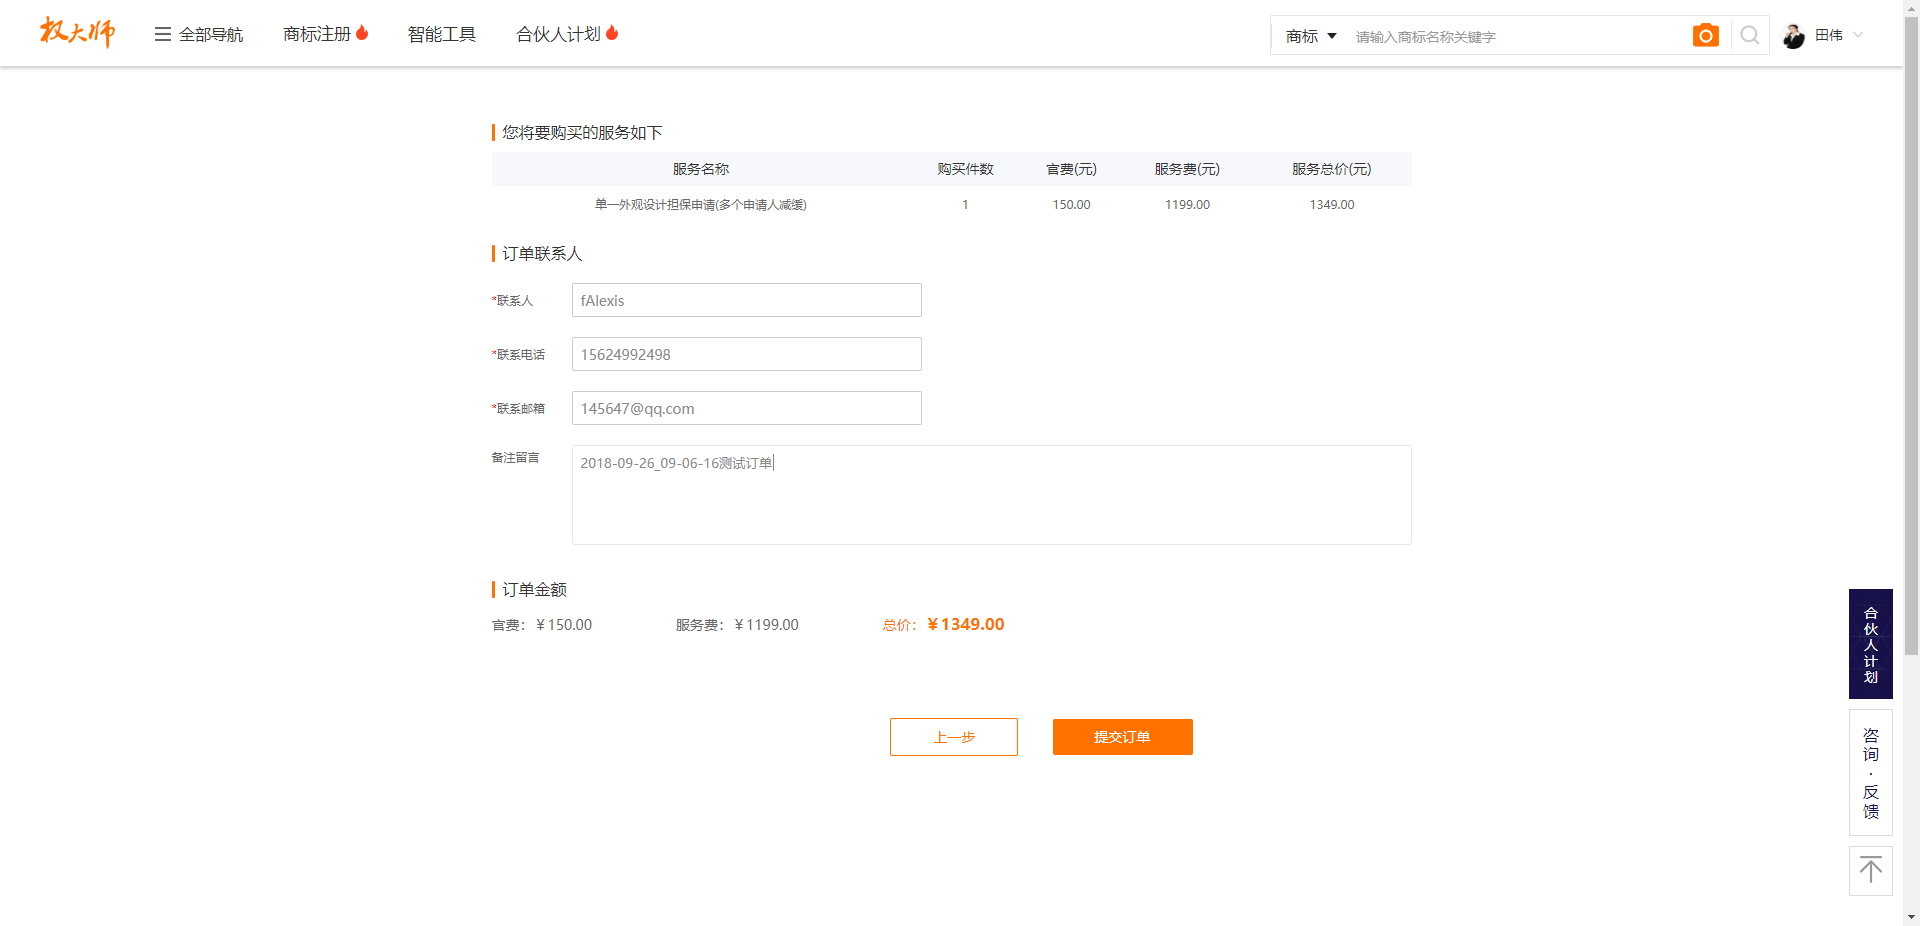 权大师
全部导航 商标注册 智能工具 合伙人计划
商标 请输入商标名称关键字 田伟
您将要购买的服务如下
服务名称 购买件数 官费(元) 服务费(元) 服务总价(元)
单一外观设计担保申请(多个申请人减缓) 1 150.00 1199.00 1349.00
订单联系人
*联系人 fAlexis
*联系电话 15624992498
*联系邮箱 145647@qq.com
备注留言 2018-09-26_09-06-16测试订单
订单金额
官费：￥150.00 服务费：￥1199.00 总价：￥1349.00
上一步 提交订单
合伙人计划
咨询·反馈